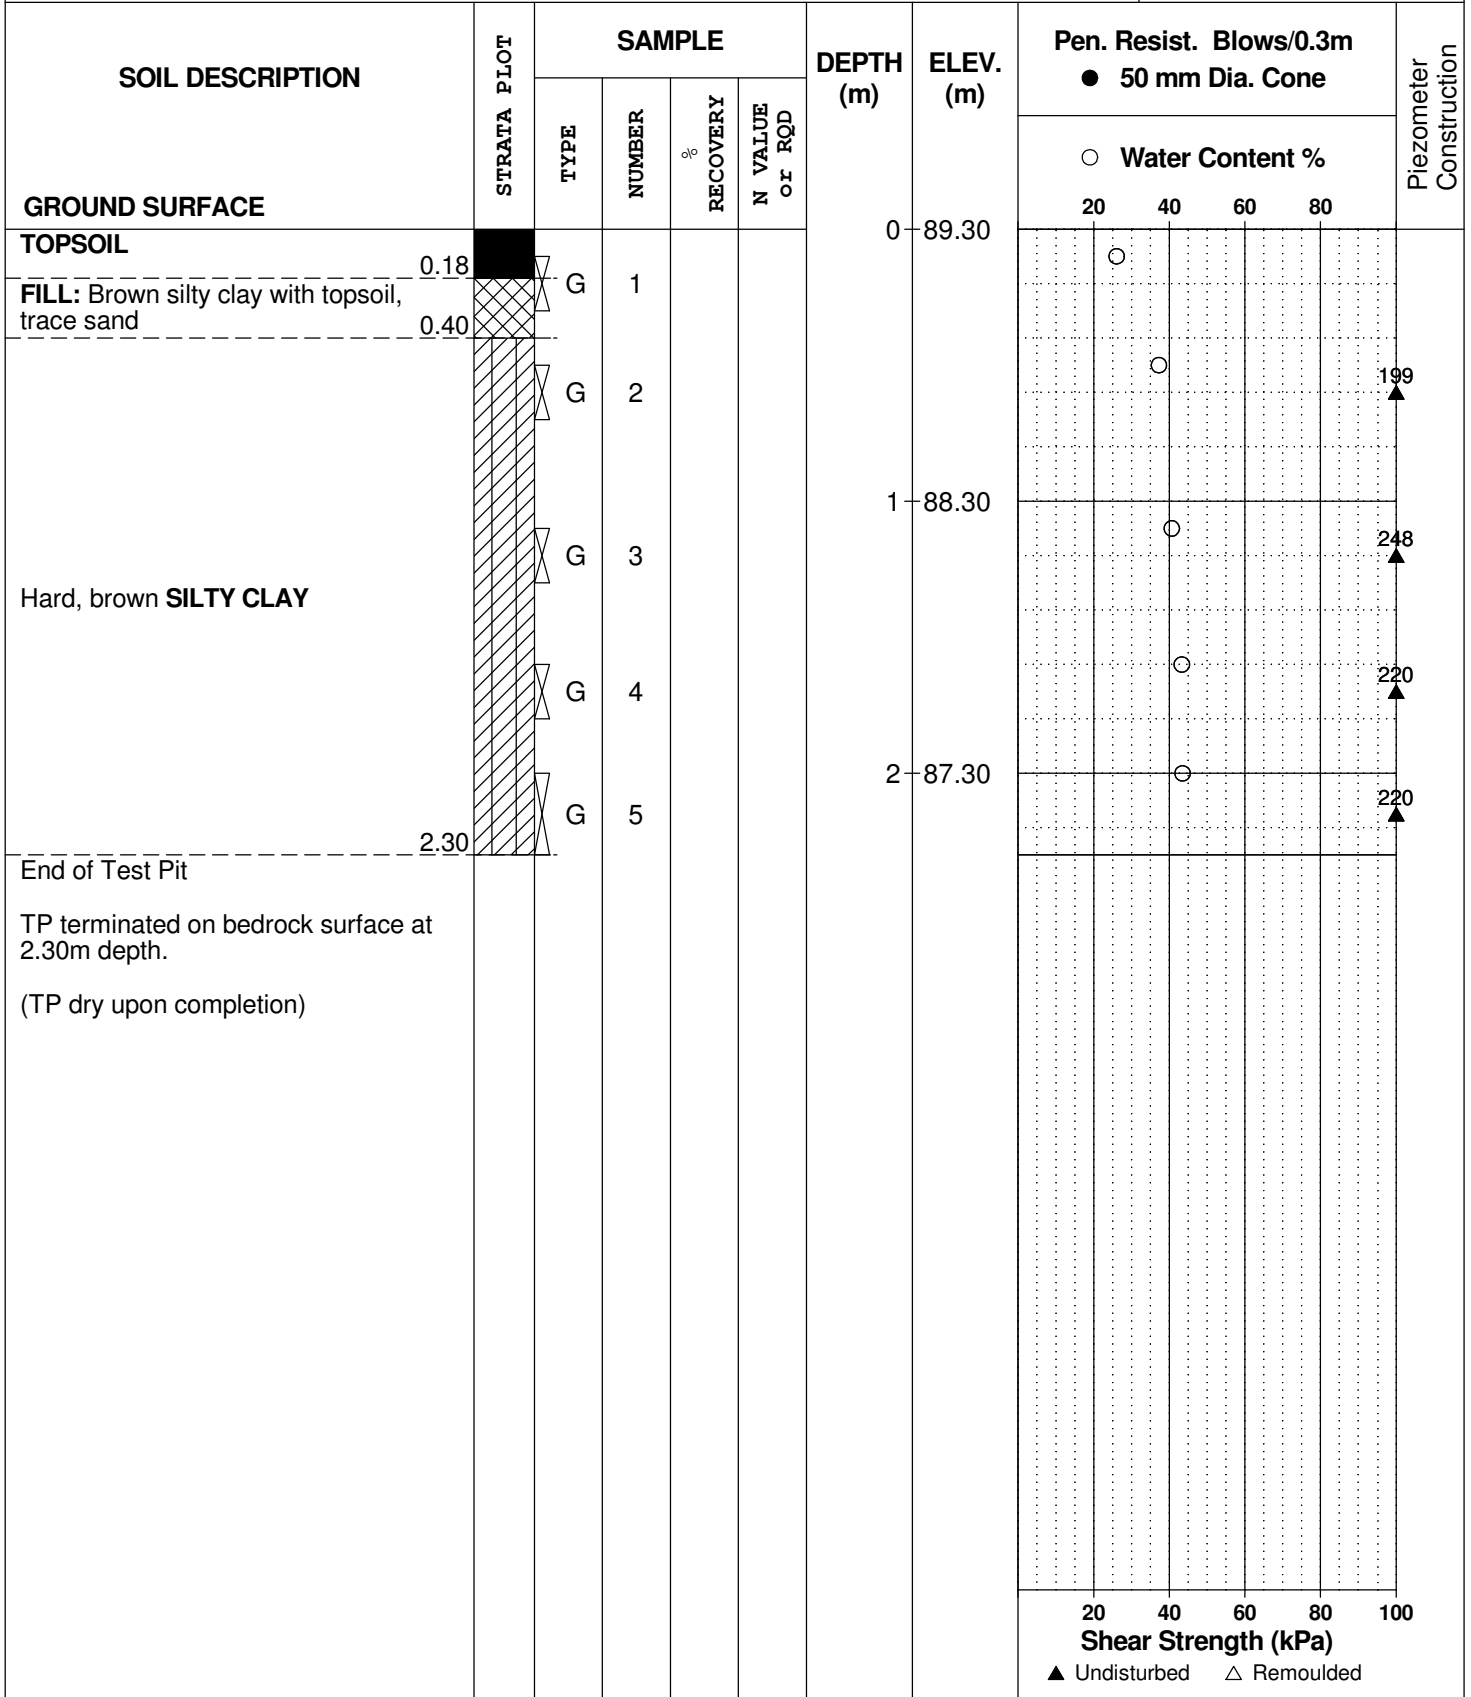 SOIL DESCRIPTION
GROUND SURFACE
STRATA PLOT
SAMPLE
TYPE
NUMBER
%
RECOVERY
N VALUE
or RQD
DEPTH
(m)
ELEV.
(m)
Pen. Resist. Blows/0.3m
● 50 mm Dia. Cone
○ Water Content %
20 40 60 80
Piezometer
Construction
TOPSOIL
0.18
FILL: Brown silty clay with topsoil,
trace sand
0.40
G 1
0 89.30
G 2
199
1 88.30
G 3
248
Hard, brown SILTY CLAY
G 4
220
2 87.30
G 5
220
2.30
End of Test Pit
TP terminated on bedrock surface at
2.30m depth.
(TP dry upon completion)
20 40 60 80 100
Shear Strength (kPa)
▲ Undisturbed △ Remoulded